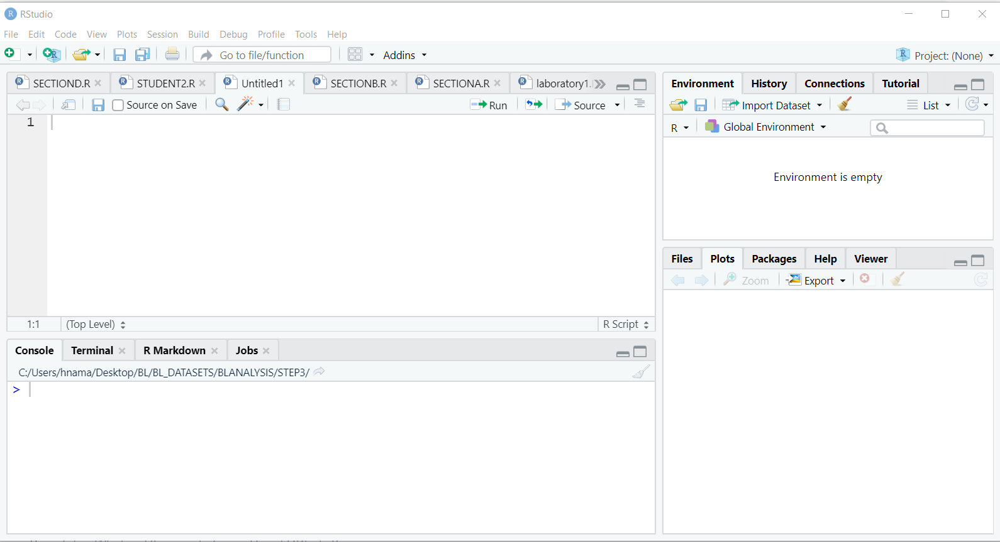 RStudio
File Edit Code View Plots Session Build Debug Profile Tools Help
Go to file/function Addins Project: (None)
SECTIOND.R STUDENT2.R Untitled1 SECTIONB.R SECTIONA.R laboratory1.
Source on Save Run Source
1
1:1 (Top Level) R Script
Console Terminal R Markdown Jobs
C:/Users/hnama/Desktop/BL/BL_DATASETS/BLANALYSIS/STEP3/
>
Environment History Connections Tutorial
Import Dataset List
R Global Environment
Environment is empty
Files Plots Packages Help Viewer
Zoom Export